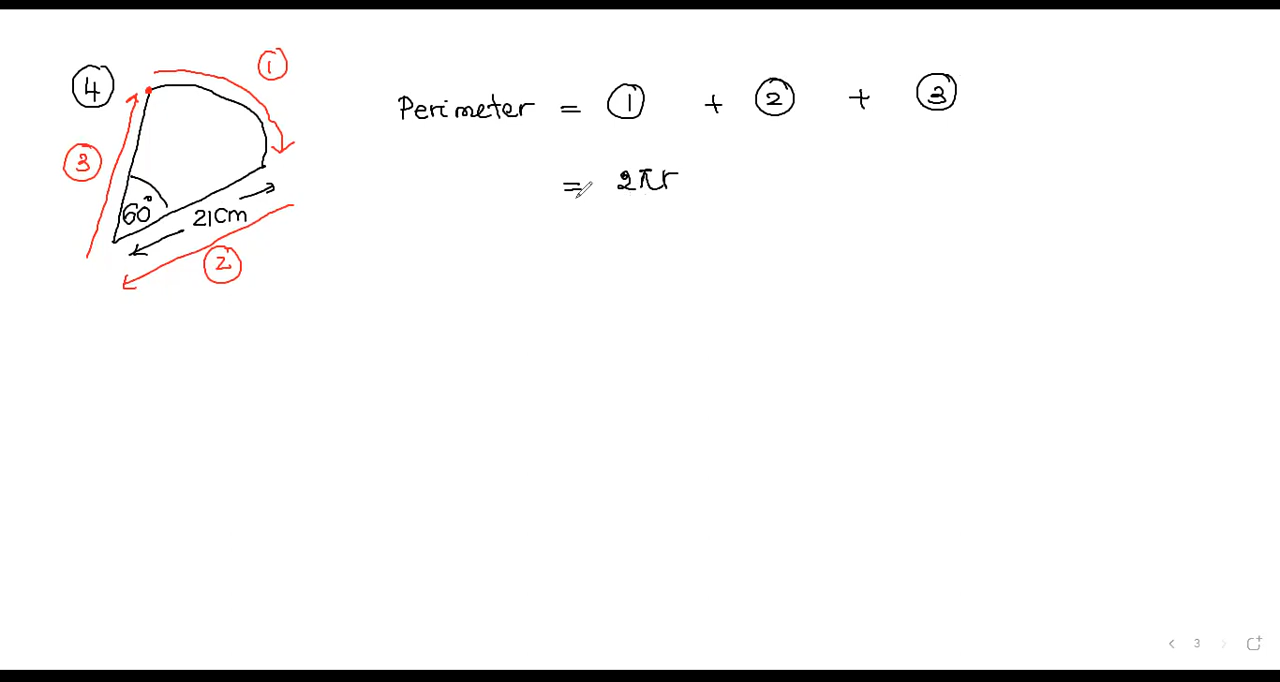 ④ ①
Perimeter = ① + ② + ③
③
= 2πr
60°
21Cm
②
< 3 >